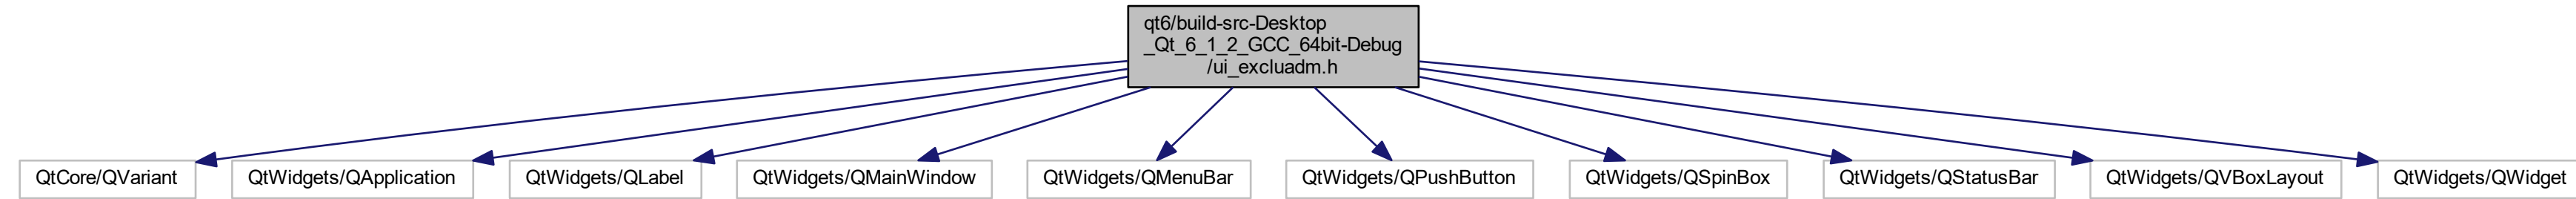 qt6/build-src-Desktop
_Qt_6_1_2_GCC_64bit-Debug
/ui_excluadm.h
QtCore/QVariant
QtWidgets/QApplication
QtWidgets/QLabel
QtWidgets/QMainWindow
QtWidgets/QMenuBar
QtWidgets/QPushButton
QtWidgets/QSpinBox
QtWidgets/QStatusBar
QtWidgets/QVBoxLayout
QtWidgets/QWidget